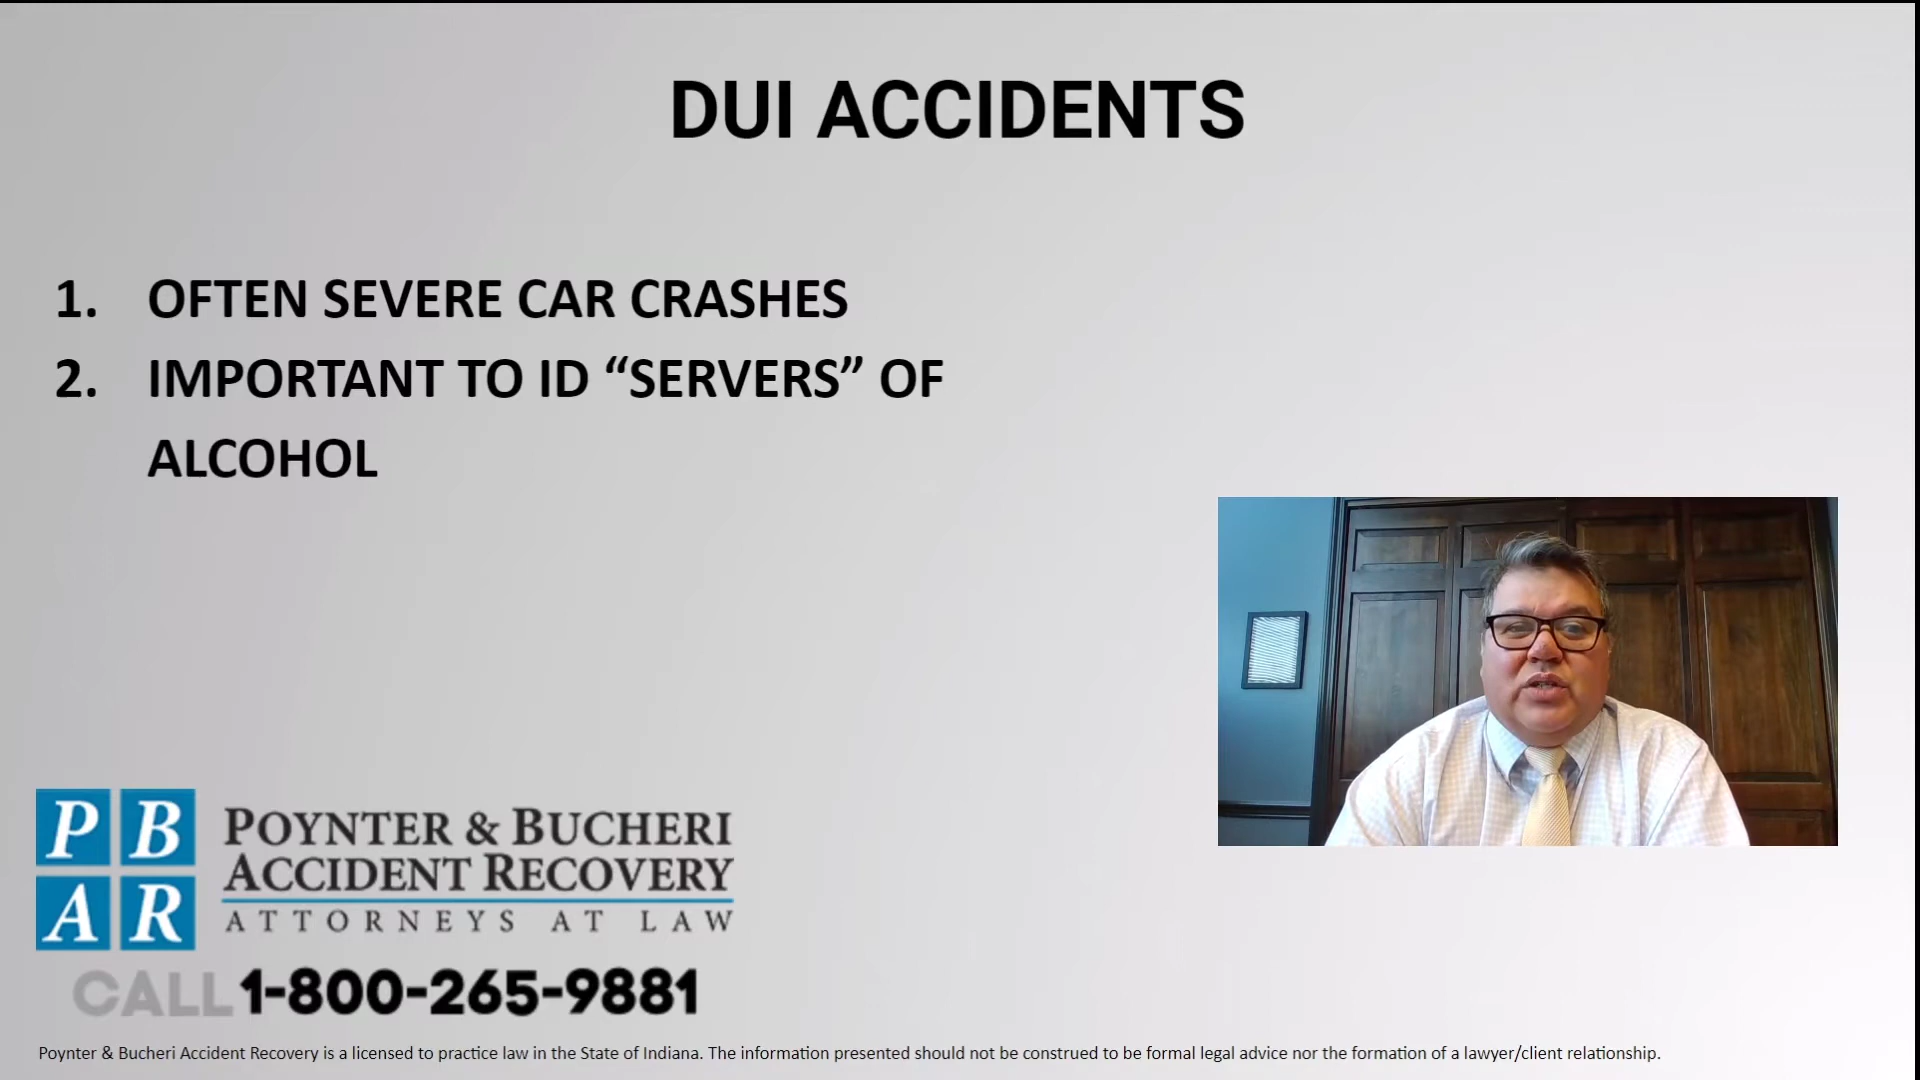 DUI ACCIDENTS
1. OFTEN SEVERE CAR CRASHES
2. IMPORTANT TO ID “SERVERS” OF
ALCOHOL
P B
A R
POYNTER & BUCHERI
ACCIDENT RECOVERY
ATTORNEYS AT LAW
CALL 1-800-265-9881
Poynter & Bucheri Accident Recovery is a licensed to practice law in the State of Indiana. The information presented should not be construed to be formal legal advice nor the formation of a lawyer/client relationship.